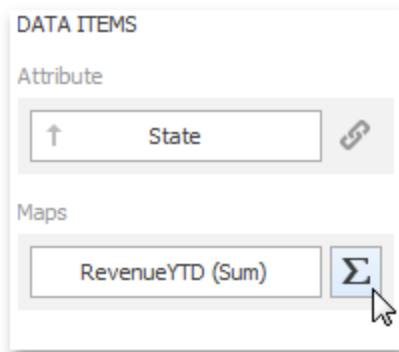 DATA ITEMS
Attribute
State
Maps
RevenueYTD (Sum)
Σ